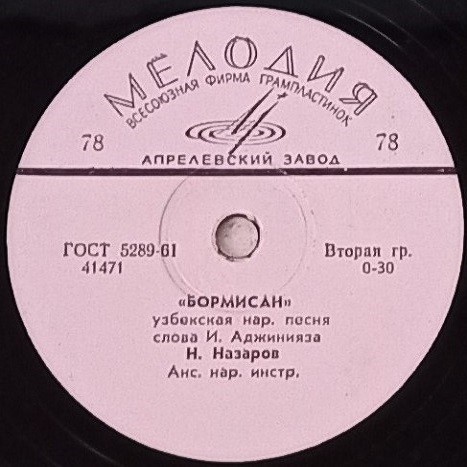 МЕЛОДИЯ
ВСЕСОЮЗНАЯ ФИРМА ГРАМПЛАСТИНОК
78 78
АПРЕЛЕВСКИЙ ЗАВОД
ГОСТ 5289-61 Вторая гр.
41471 0-30
«БОРМИСАН»
узбекская нар. песня
слова И. Аджинияза
Н. Назаров
Анс. нар. инстр.